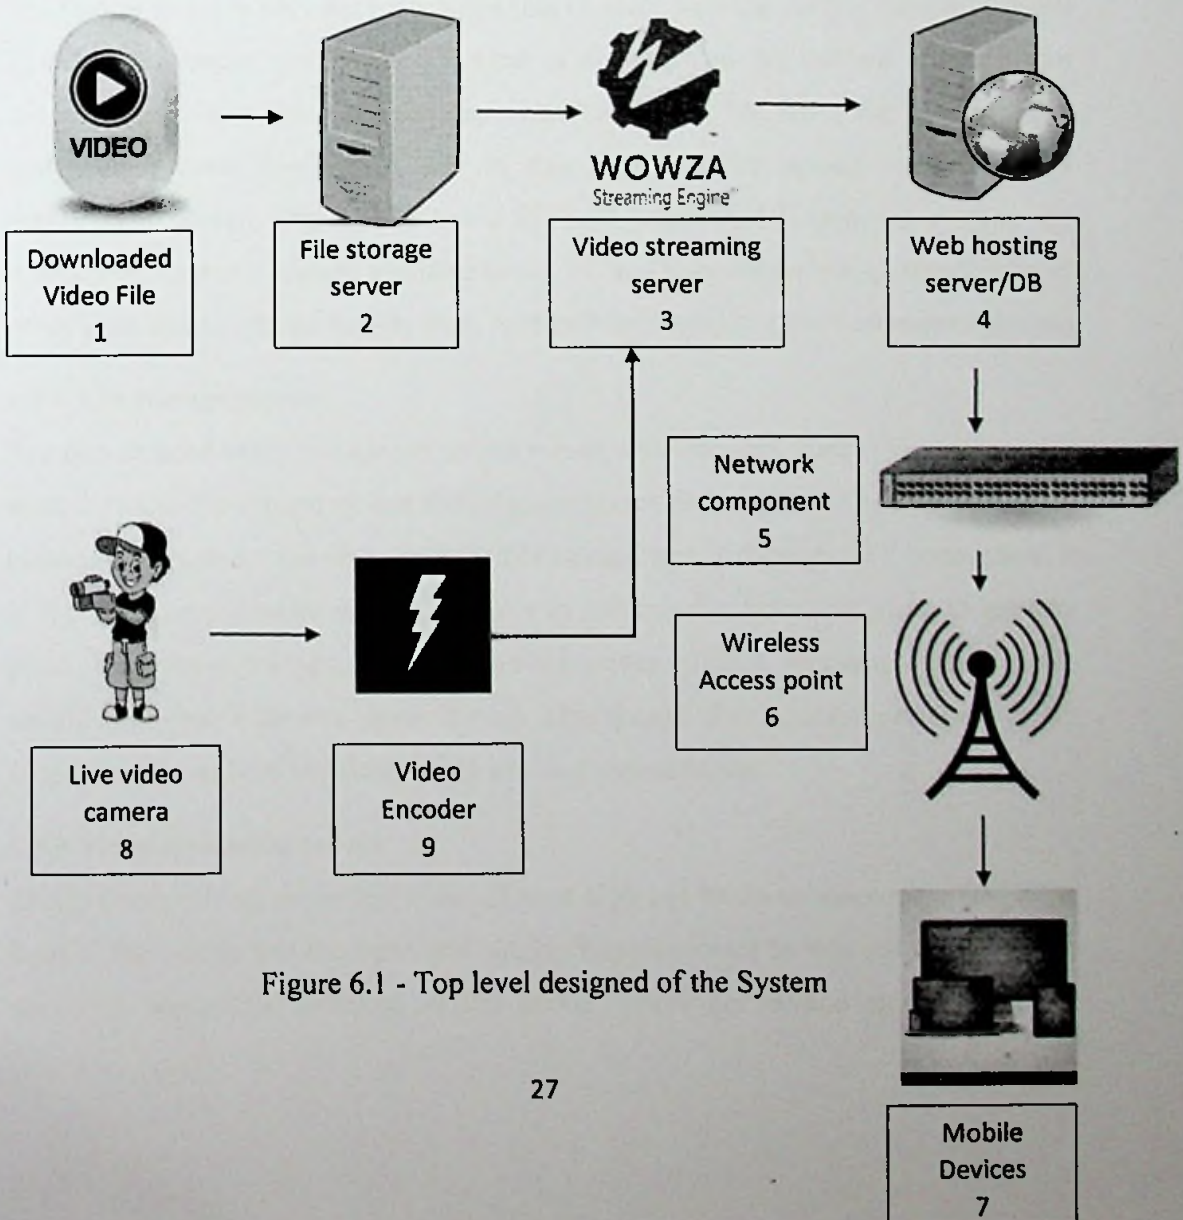 VIDEO
WOWZA
Streaming Engine
Downloaded
Video File
1
File storage
server
2
Video streaming
server
3
Web hosting
server/DB
4
Network
component
5
Wireless
Access point
6
Live video
camera
8
Video
Encoder
9
Figure 6.1 - Top level designed of the System
27
Mobile
Devices
7